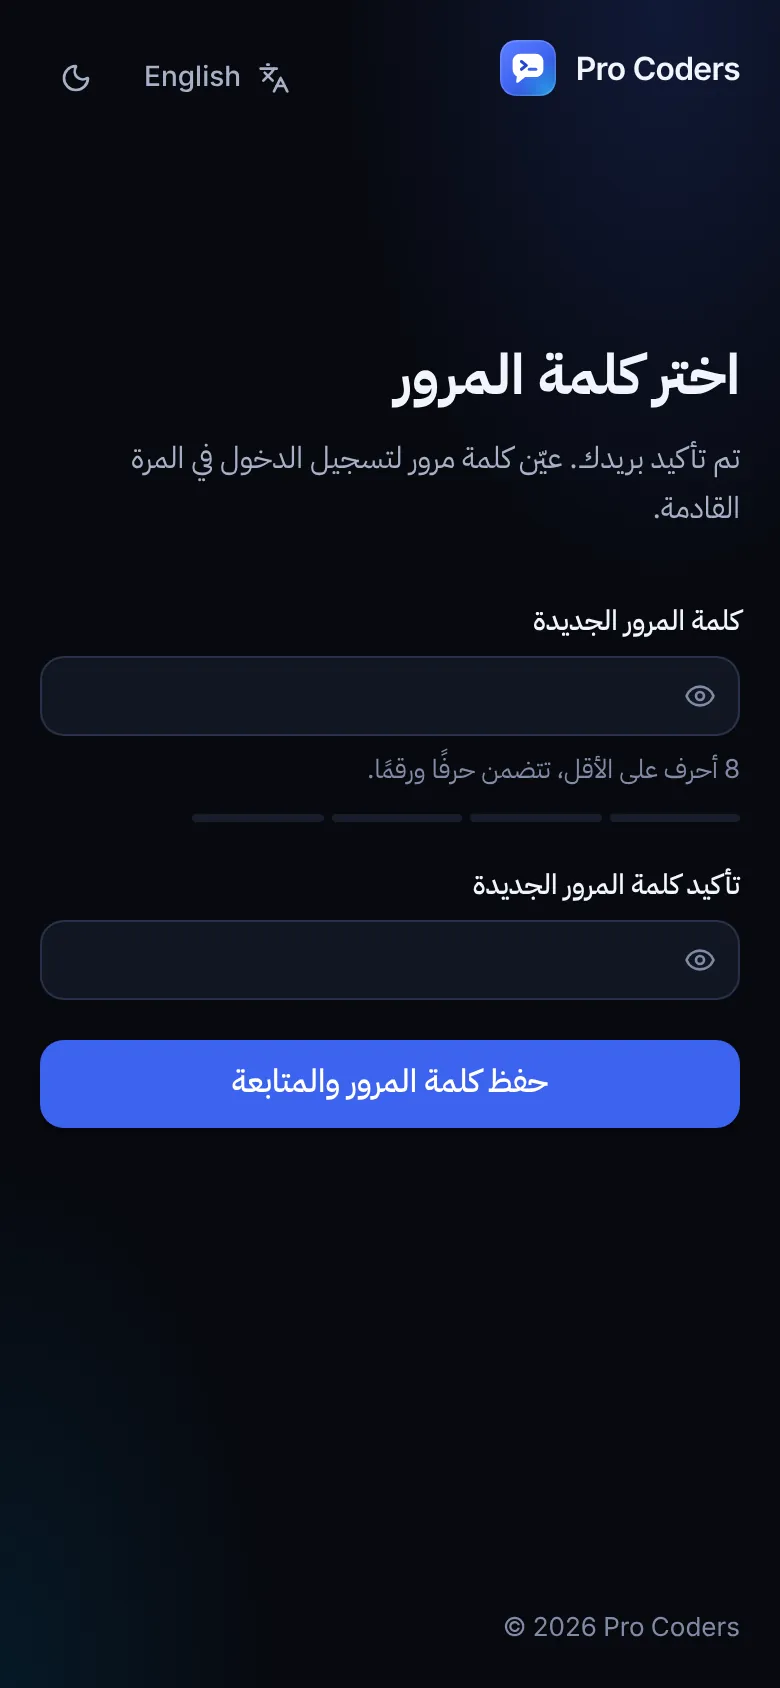 Pro Coders
English
اختر كلمة المرور
تم تأكيد بريدك. عيّن كلمة مرور لتسجيل الدخول في المرة
القادمة.
كلمة المرور الجديدة
8 أحرف على الأقل، تتضمن حرفًا ورقمًا.
تأكيد كلمة المرور الجديدة
حفظ كلمة المرور والمتابعة
© 2026 Pro Coders